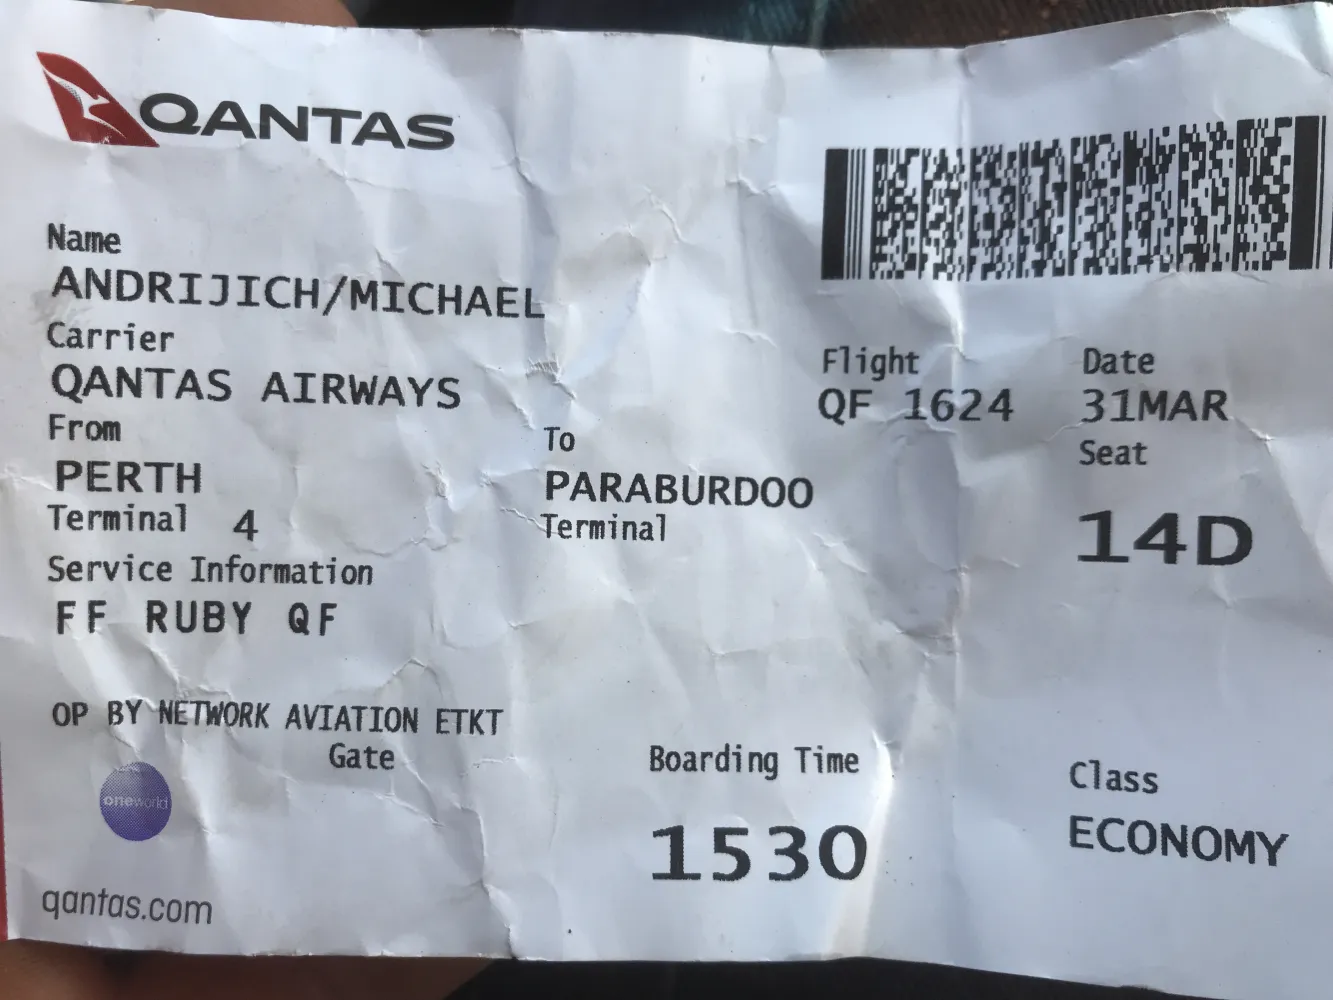 QANTAS
Name
ANDRIJICH/MICHAEL
Carrier
QANTAS AIRWAYS
Flight Date
QF 1624 31MAR
From To Seat
PERTH PARABURDOO 14D
Terminal 4 Terminal
Service Information
FF RUBY QF
OP BY NETWORK AVIATION ETKT
Gate Boarding Time Class
oneworld 1530 ECONOMY
qantas.com